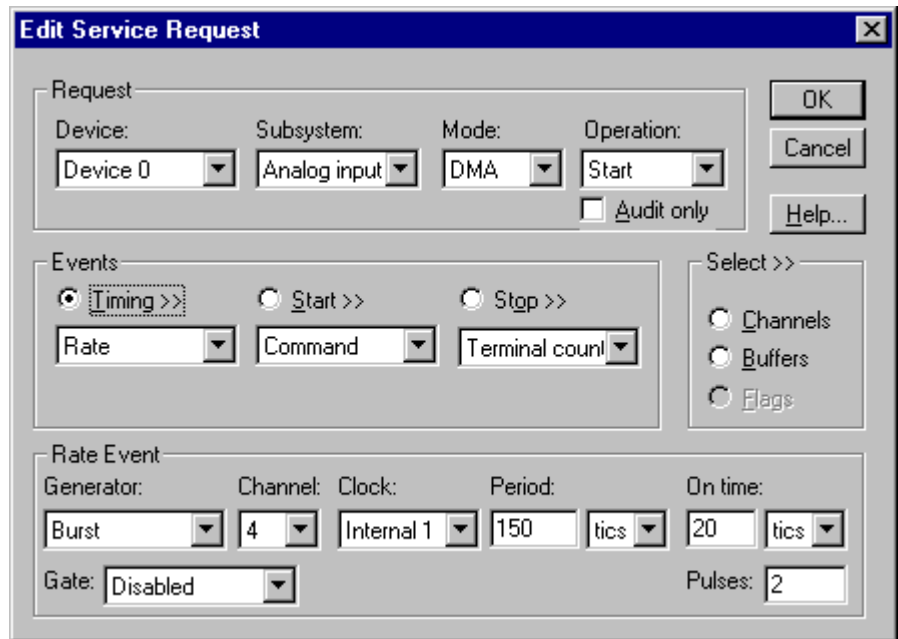 Edit Service Request
Request
OK
Device: Subsystem: Mode: Operation:
Device 0 Analog input DMA Start
Cancel
Audit only
Help...
Events
Select >>
Timing >> Start >> Stop >>
Channels
Rate Command Terminal count
Buffers
Flags
Rate Event
Generator: Channel: Clock: Period: On time:
Burst 4 Internal 1 150 tics 20 tics
Gate: Disabled Pulses: 2